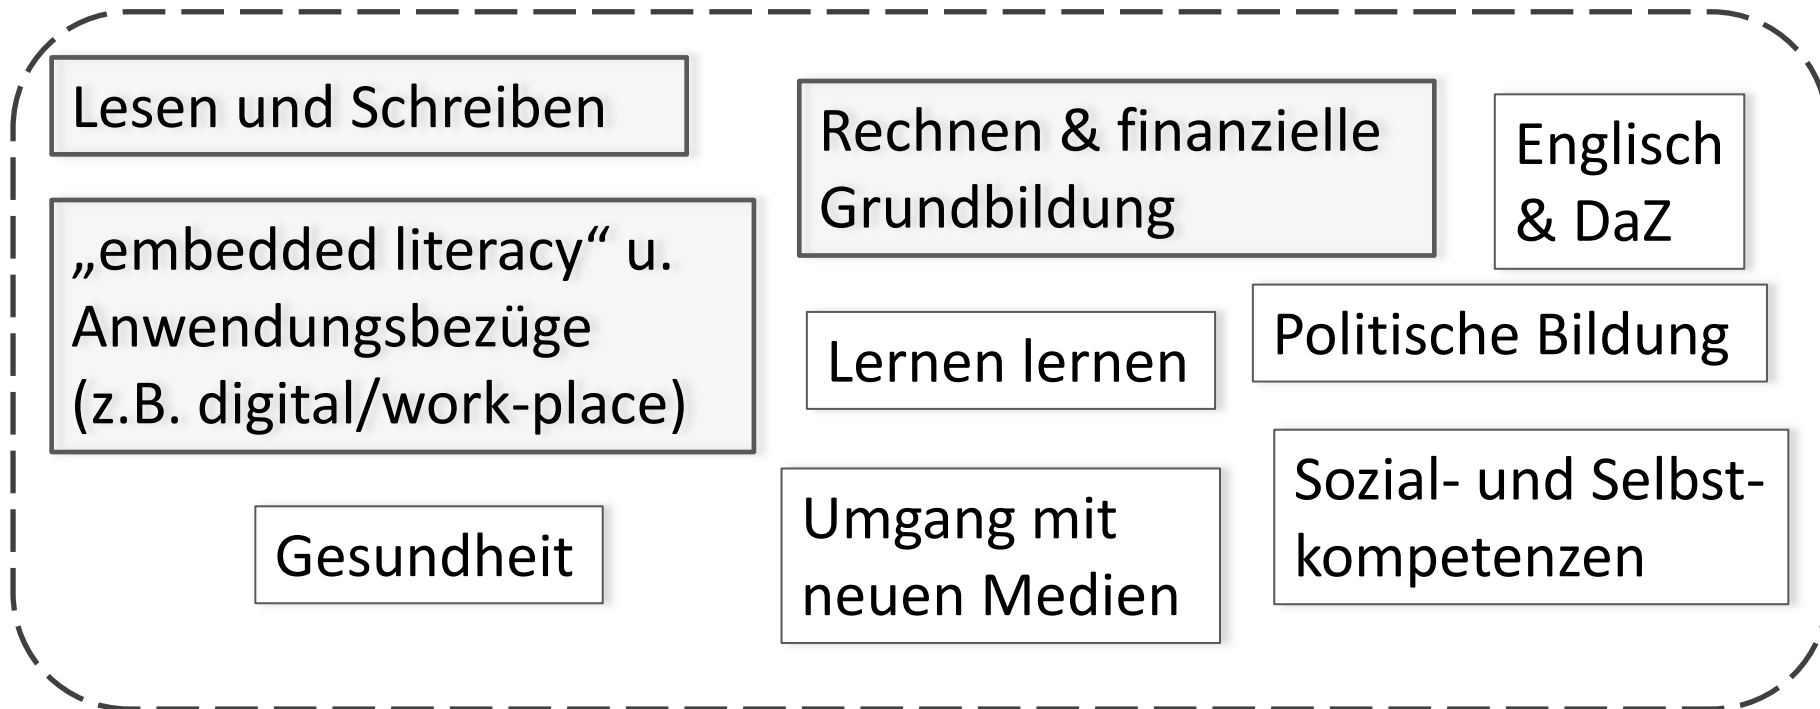 Lesen und Schreiben
„embedded literacy“ u.
Anwendungsbezüge
(z.B. digital/work-place)
Gesundheit
Rechnen & finanzielle
Grundbildung
Lernen lernen
Umgang mit
neuen Medien
Englisch
& DaZ
Politische Bildung
Sozial- und Selbst-
kompetenzen